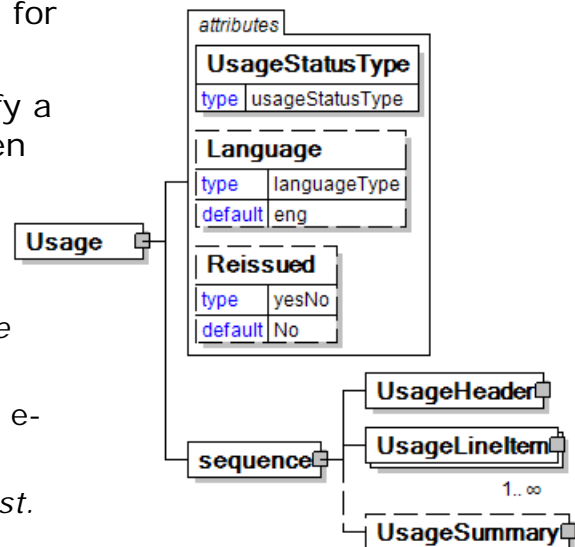 for
fy a
en
e
e-
st.
attributes
UsageStatusType
type usageStatusType
Language
type languageType
default eng
Usage
Reissued
type yesNo
default No
UsageHeader
UsageLineItem
sequence
1.. ∞
UsageSummary